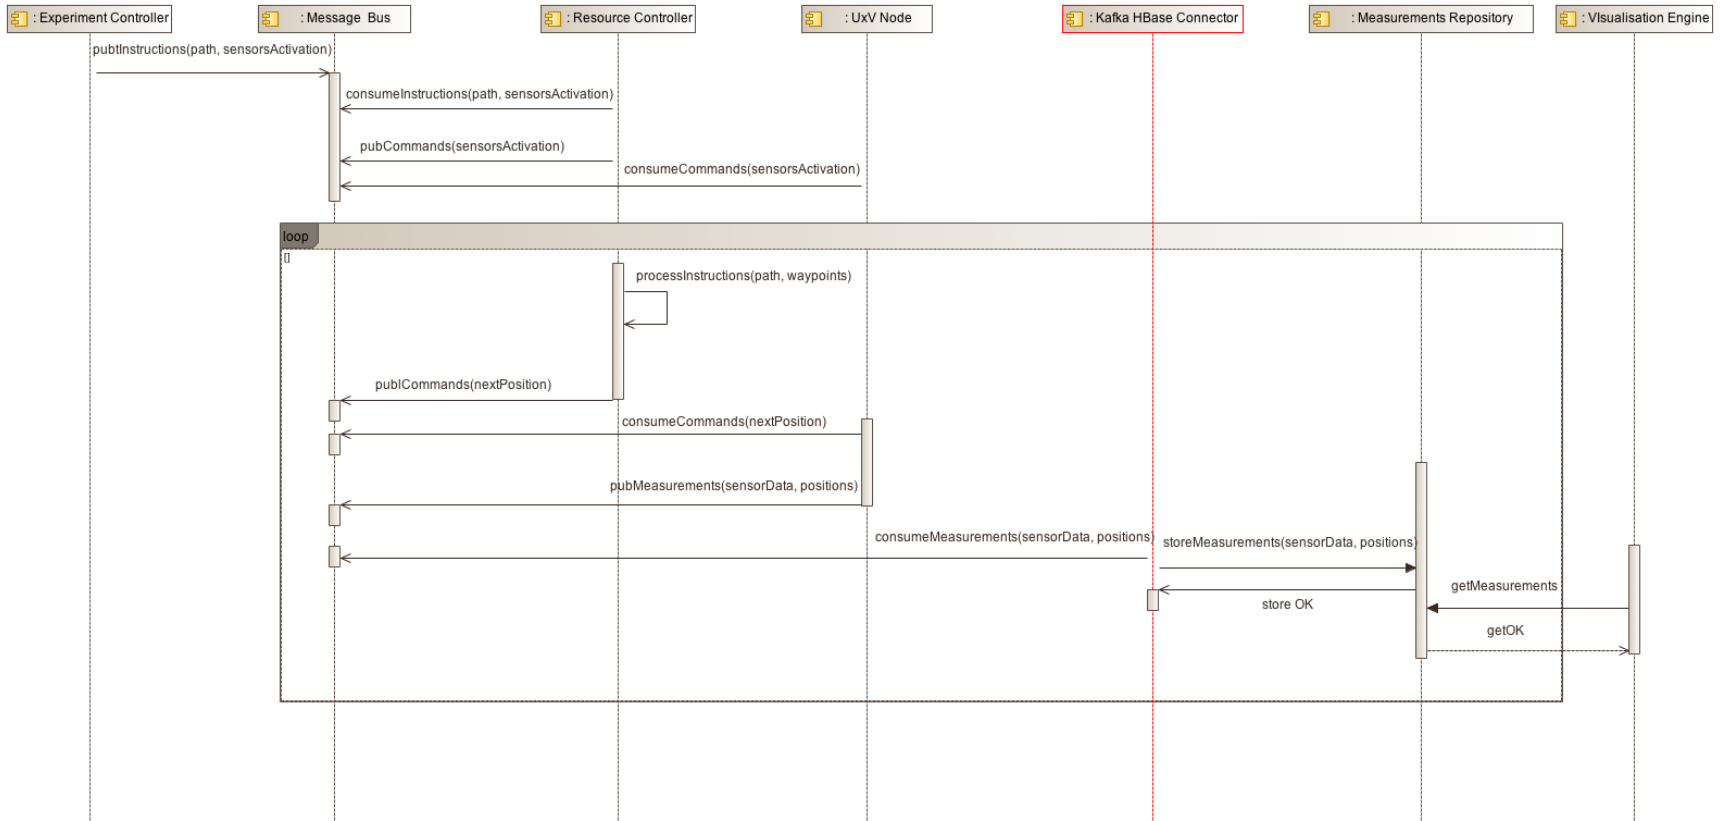 : Experiment Controller
: Message Bus
: Resource Controller
: UxV Node
: Kafka HBase Connector
: Measurements Repository
: VIsualisation Engine
pubtInstructions(path, sensorsActivation)
consumeInstructions(path, sensorsActivation)
pubCommands(sensorsActivation)
consumeCommands(sensorsActivation)
loop
[]
processInstructions(path, waypoints)
publCommands(nextPosition)
consumeCommands(nextPosition)
pubMeasurements(sensorData, positions)
consumeMeasurements(sensorData, positions)
storeMeasurements(sensorData, positions)
getMeasurements
store OK
getOK